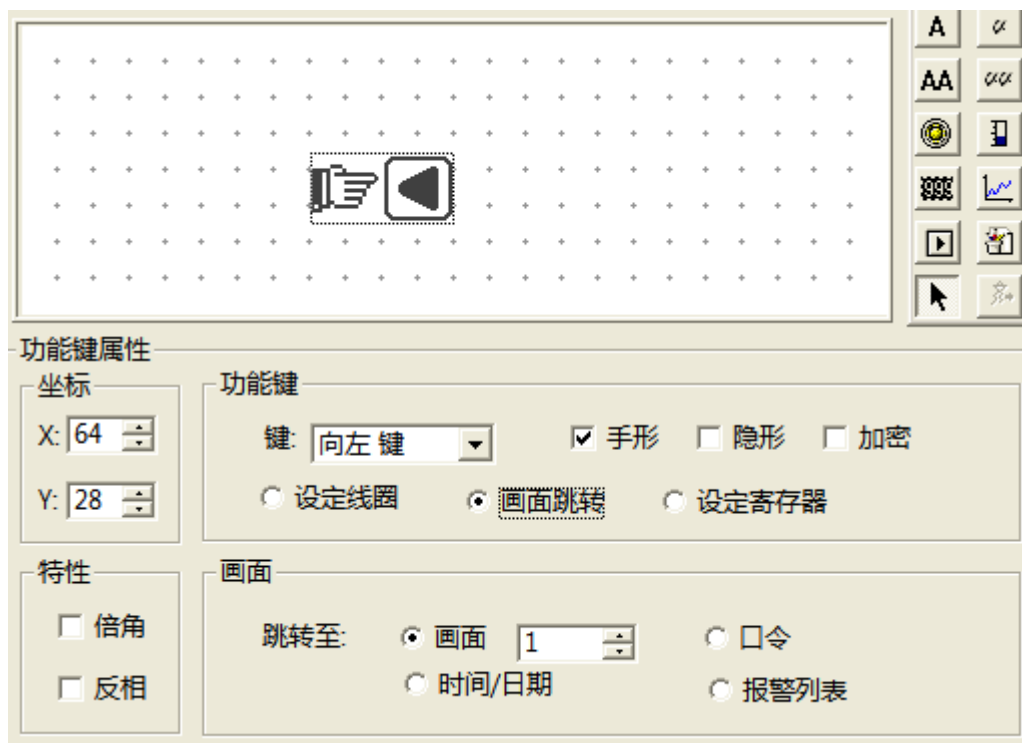 A α
AA αα
功能键属性
坐标 功能键
X: 64 键: 向左 键 手形 隐形 加密
Y: 28 设定线圈 画面跳转 设定寄存器
特性 画面
倍角 跳转至: 画面 1 口令
反相 时间/日期 报警列表